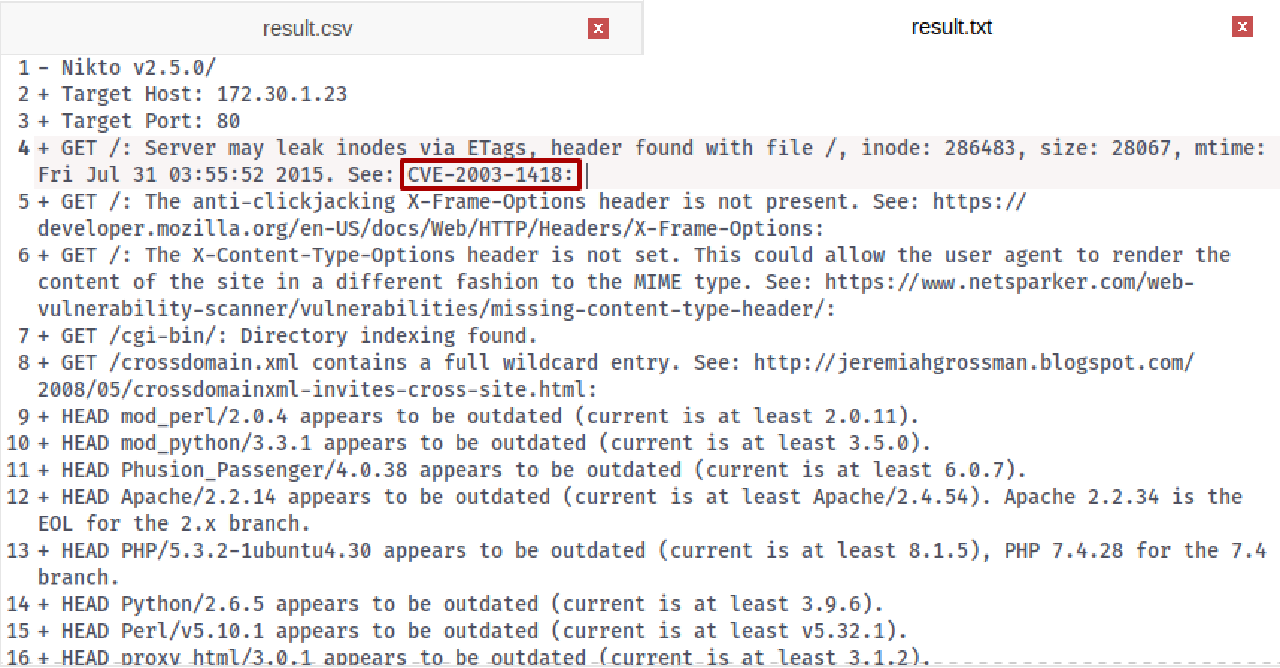 result.csv
result.txt
1 - Nikto v2.5.0/
2 + Target Host: 172.30.1.23
3 + Target Port: 80
4 + GET /: Server may leak inodes via ETags, header found with file /, inode: 286483, size: 28067, mtime:
Fri Jul 31 03:55:52 2015. See: CVE-2003-1418:
5 + GET /: The anti-clickjacking X-Frame-Options header is not present. See: https://
developer.mozilla.org/en-US/docs/Web/HTTP/Headers/X-Frame-Options:
6 + GET /: The X-Content-Type-Options header is not set. This could allow the user agent to render the
content of the site in a different fashion to the MIME type. See: https://www.netsparker.com/web-
vulnerability-scanner/vulnerabilities/missing-content-type-header/:
7 + GET /cgi-bin/: Directory indexing found.
8 + GET /crossdomain.xml contains a full wildcard entry. See: http://jeremiahgrossman.blogspot.com/
2008/05/crossdomainxml-invites-cross-site.html:
9 + HEAD mod_perl/2.0.4 appears to be outdated (current is at least 2.0.11).
10 + HEAD mod_python/3.3.1 appears to be outdated (current is at least 3.5.0).
11 + HEAD Phusion_Passenger/4.0.38 appears to be outdated (current is at least 6.0.7).
12 + HEAD Apache/2.2.14 appears to be outdated (current is at least Apache/2.4.54). Apache 2.2.34 is the
EOL for the 2.x branch.
13 + HEAD PHP/5.3.2-1ubuntu4.30 appears to be outdated (current is at least 8.1.5), PHP 7.4.28 for the 7.4
branch.
14 + HEAD Python/2.6.5 appears to be outdated (current is at least 3.9.6).
15 + HEAD Perl/v5.10.1 appears to be outdated (current is at least v5.32.1).
16 + HEAD proxy_html/3.0.1 appears to be outdated (current is at least 3.1.2).